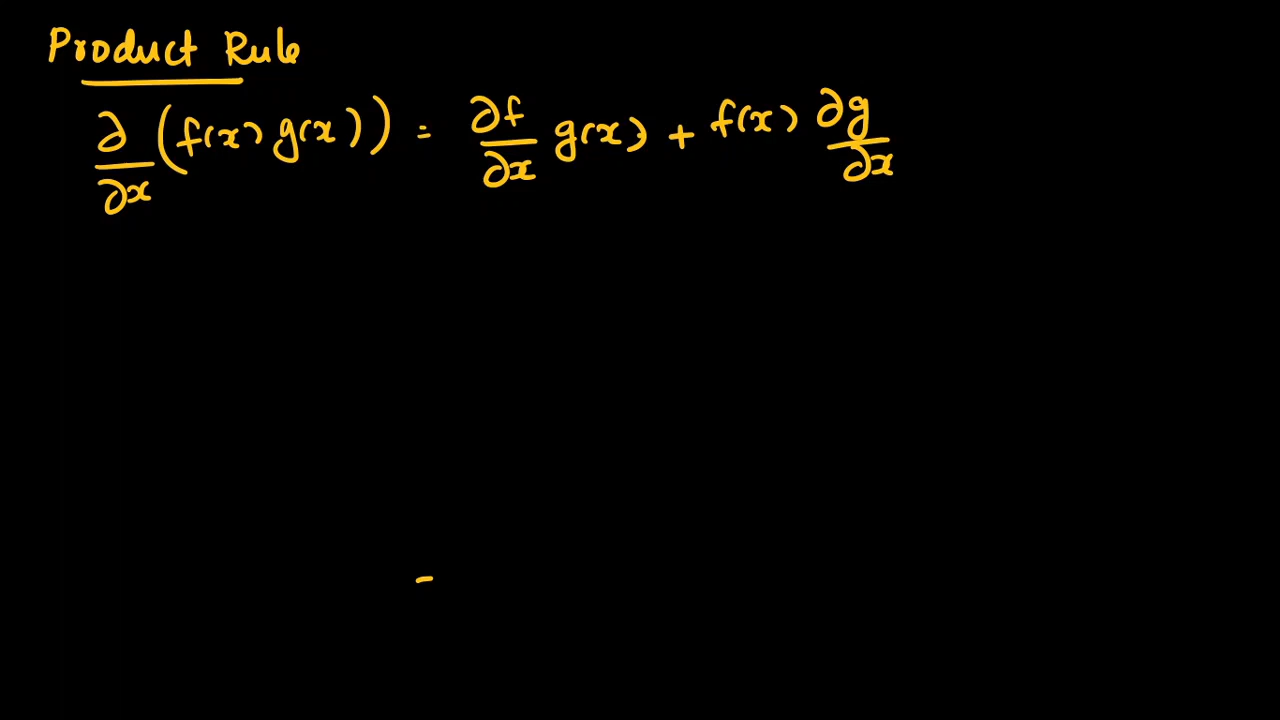 Product Rule
∂/∂x (f(x) g(x)) = ∂f/∂x g(x) + f(x) ∂g/∂x
-